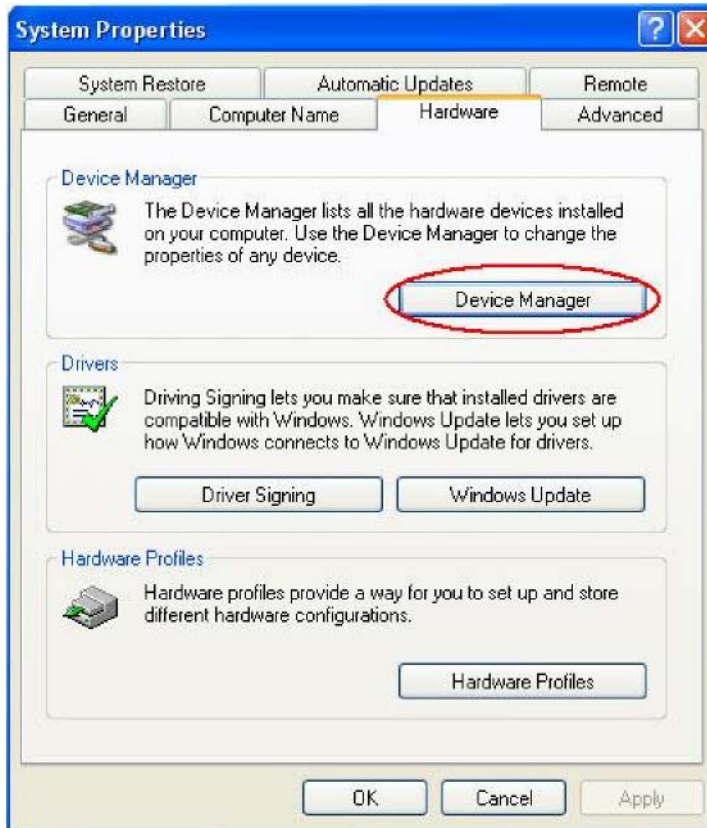 System Properties
System Restore Automatic Updates Remote
General Computer Name Hardware Advanced
Device Manager
The Device Manager lists all the hardware devices installed
on your computer. Use the Device Manager to change the
properties of any device.
Device Manager
Drivers
Driving Signing lets you make sure that installed drivers are
compatible with Windows. Windows Update lets you set up
how Windows connects to Windows Update for drivers.
Driver Signing Windows Update
Hardware Profiles
Hardware profiles provide a way for you to set up and store
different hardware configurations.
Hardware Profiles
OK Cancel Apply